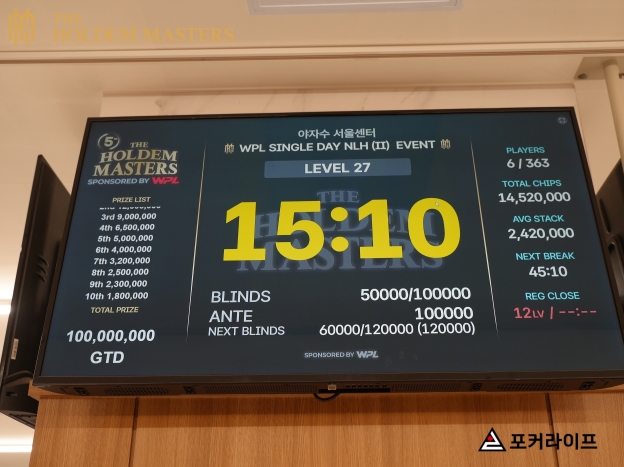 THE
HOLDEM MASTERS
5
THE
HOLDEM
MASTERS
SPONSORED BY WPL
PRIZE LIST
3rd 9,000,000
4th 6,500,000
5th 5,000,000
6th 4,000,000
7th 3,200,000
8th 2,500,000
9th 2,300,000
10th 1,800,000
TOTAL PRIZE
100,000,000
GTD
야자수 서울센터
WPL SINGLE DAY NLH (II) EVENT
LEVEL 27
THE
HOLDEM
MASTERS
15:10
BLINDS 50000/100000
ANTE 100000
NEXT BLINDS 60000/120000 (120000)
SPONSORED BY WPL
PLAYERS
6 / 363
TOTAL CHIPS
14,520,000
AVG STACK
2,420,000
NEXT BREAK
45:10
REG CLOSE
12LV / --:--
포커라이프